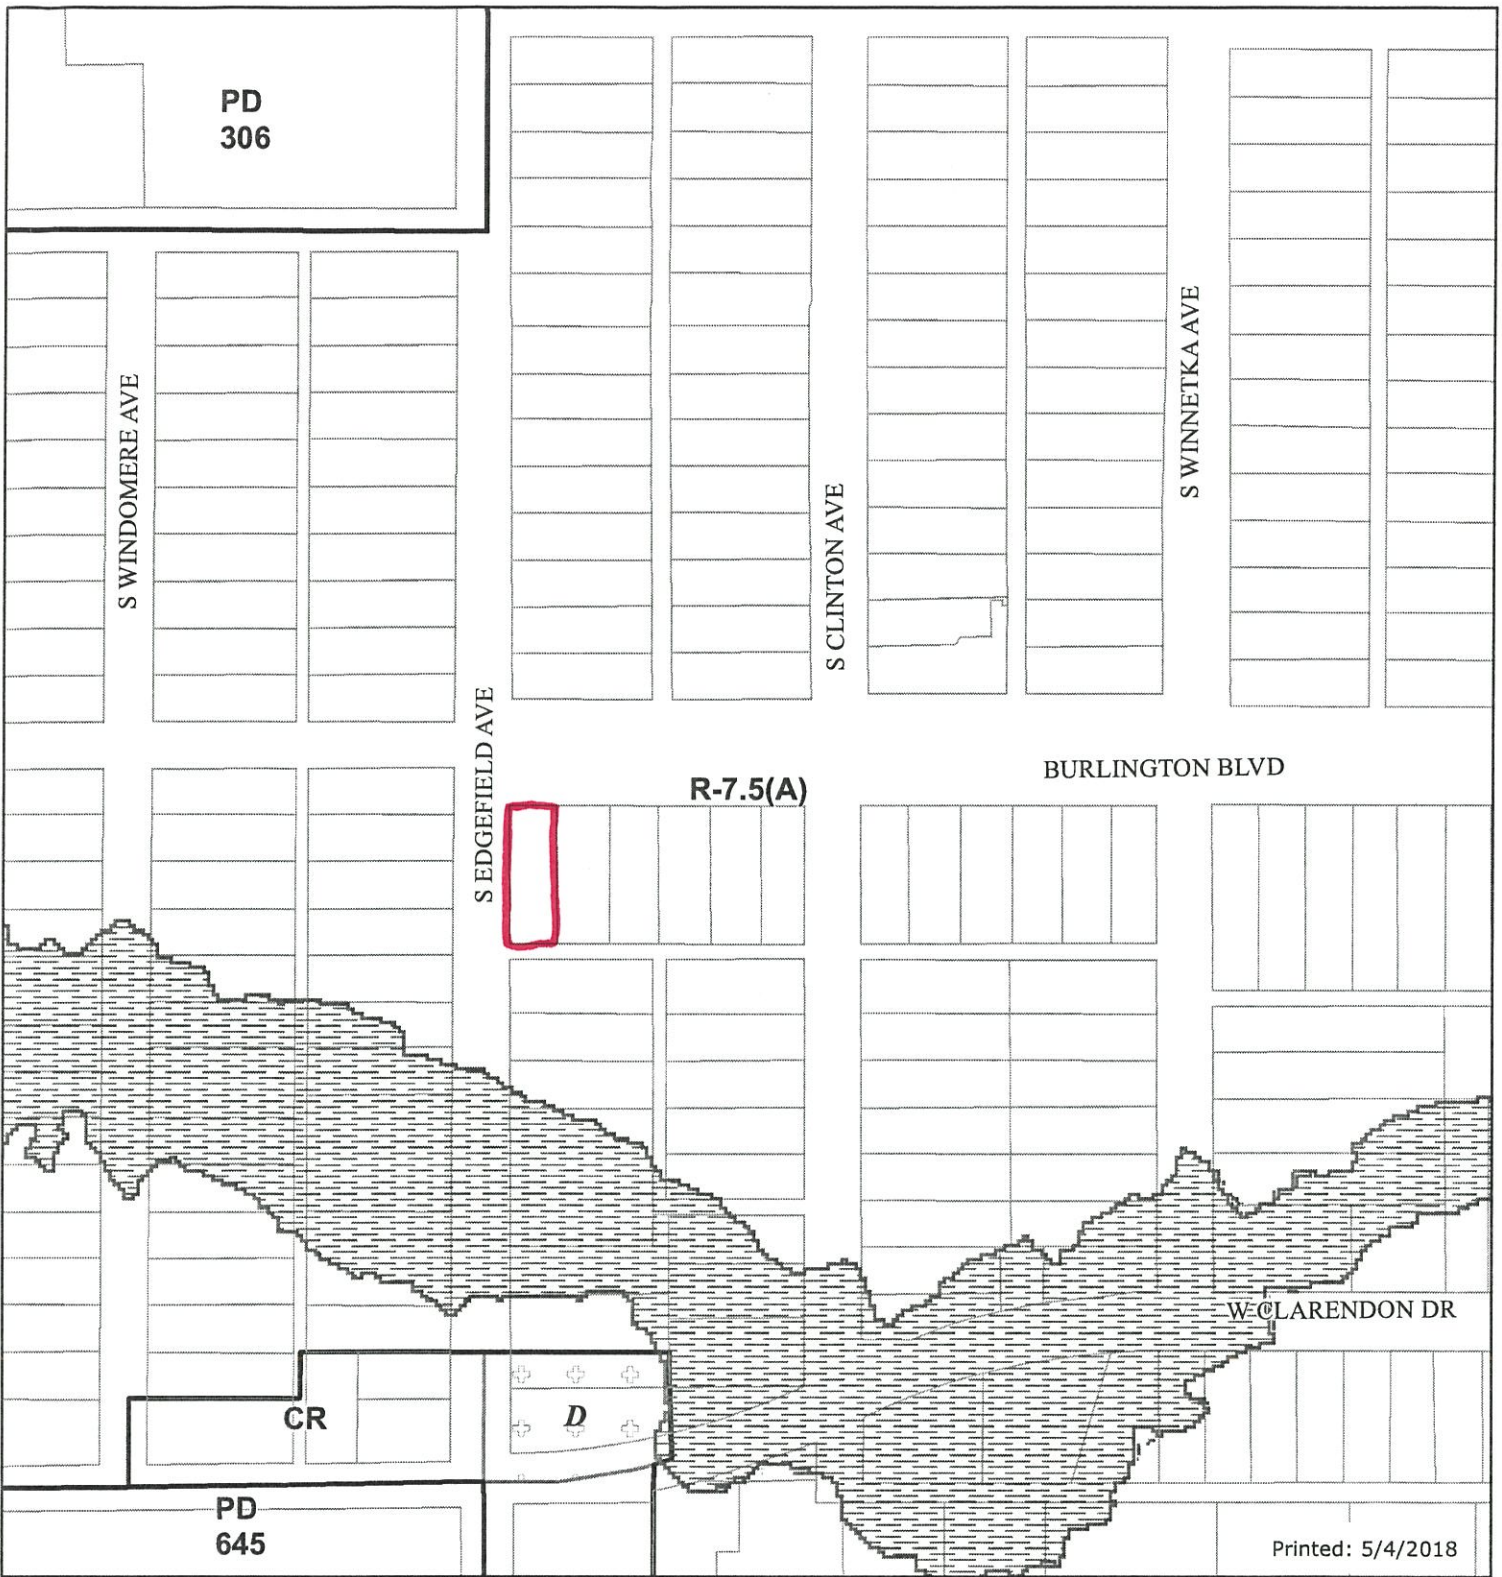 PD
306
S WINDOMERE AVE
S WINNETKA AVE
S CLINTON AVE
S EDGEFIELD AVE
BURLINGTON BLVD
R-7.5(A)
W CLARENDON DR
CR
D
PD
645
Printed: 5/4/2018